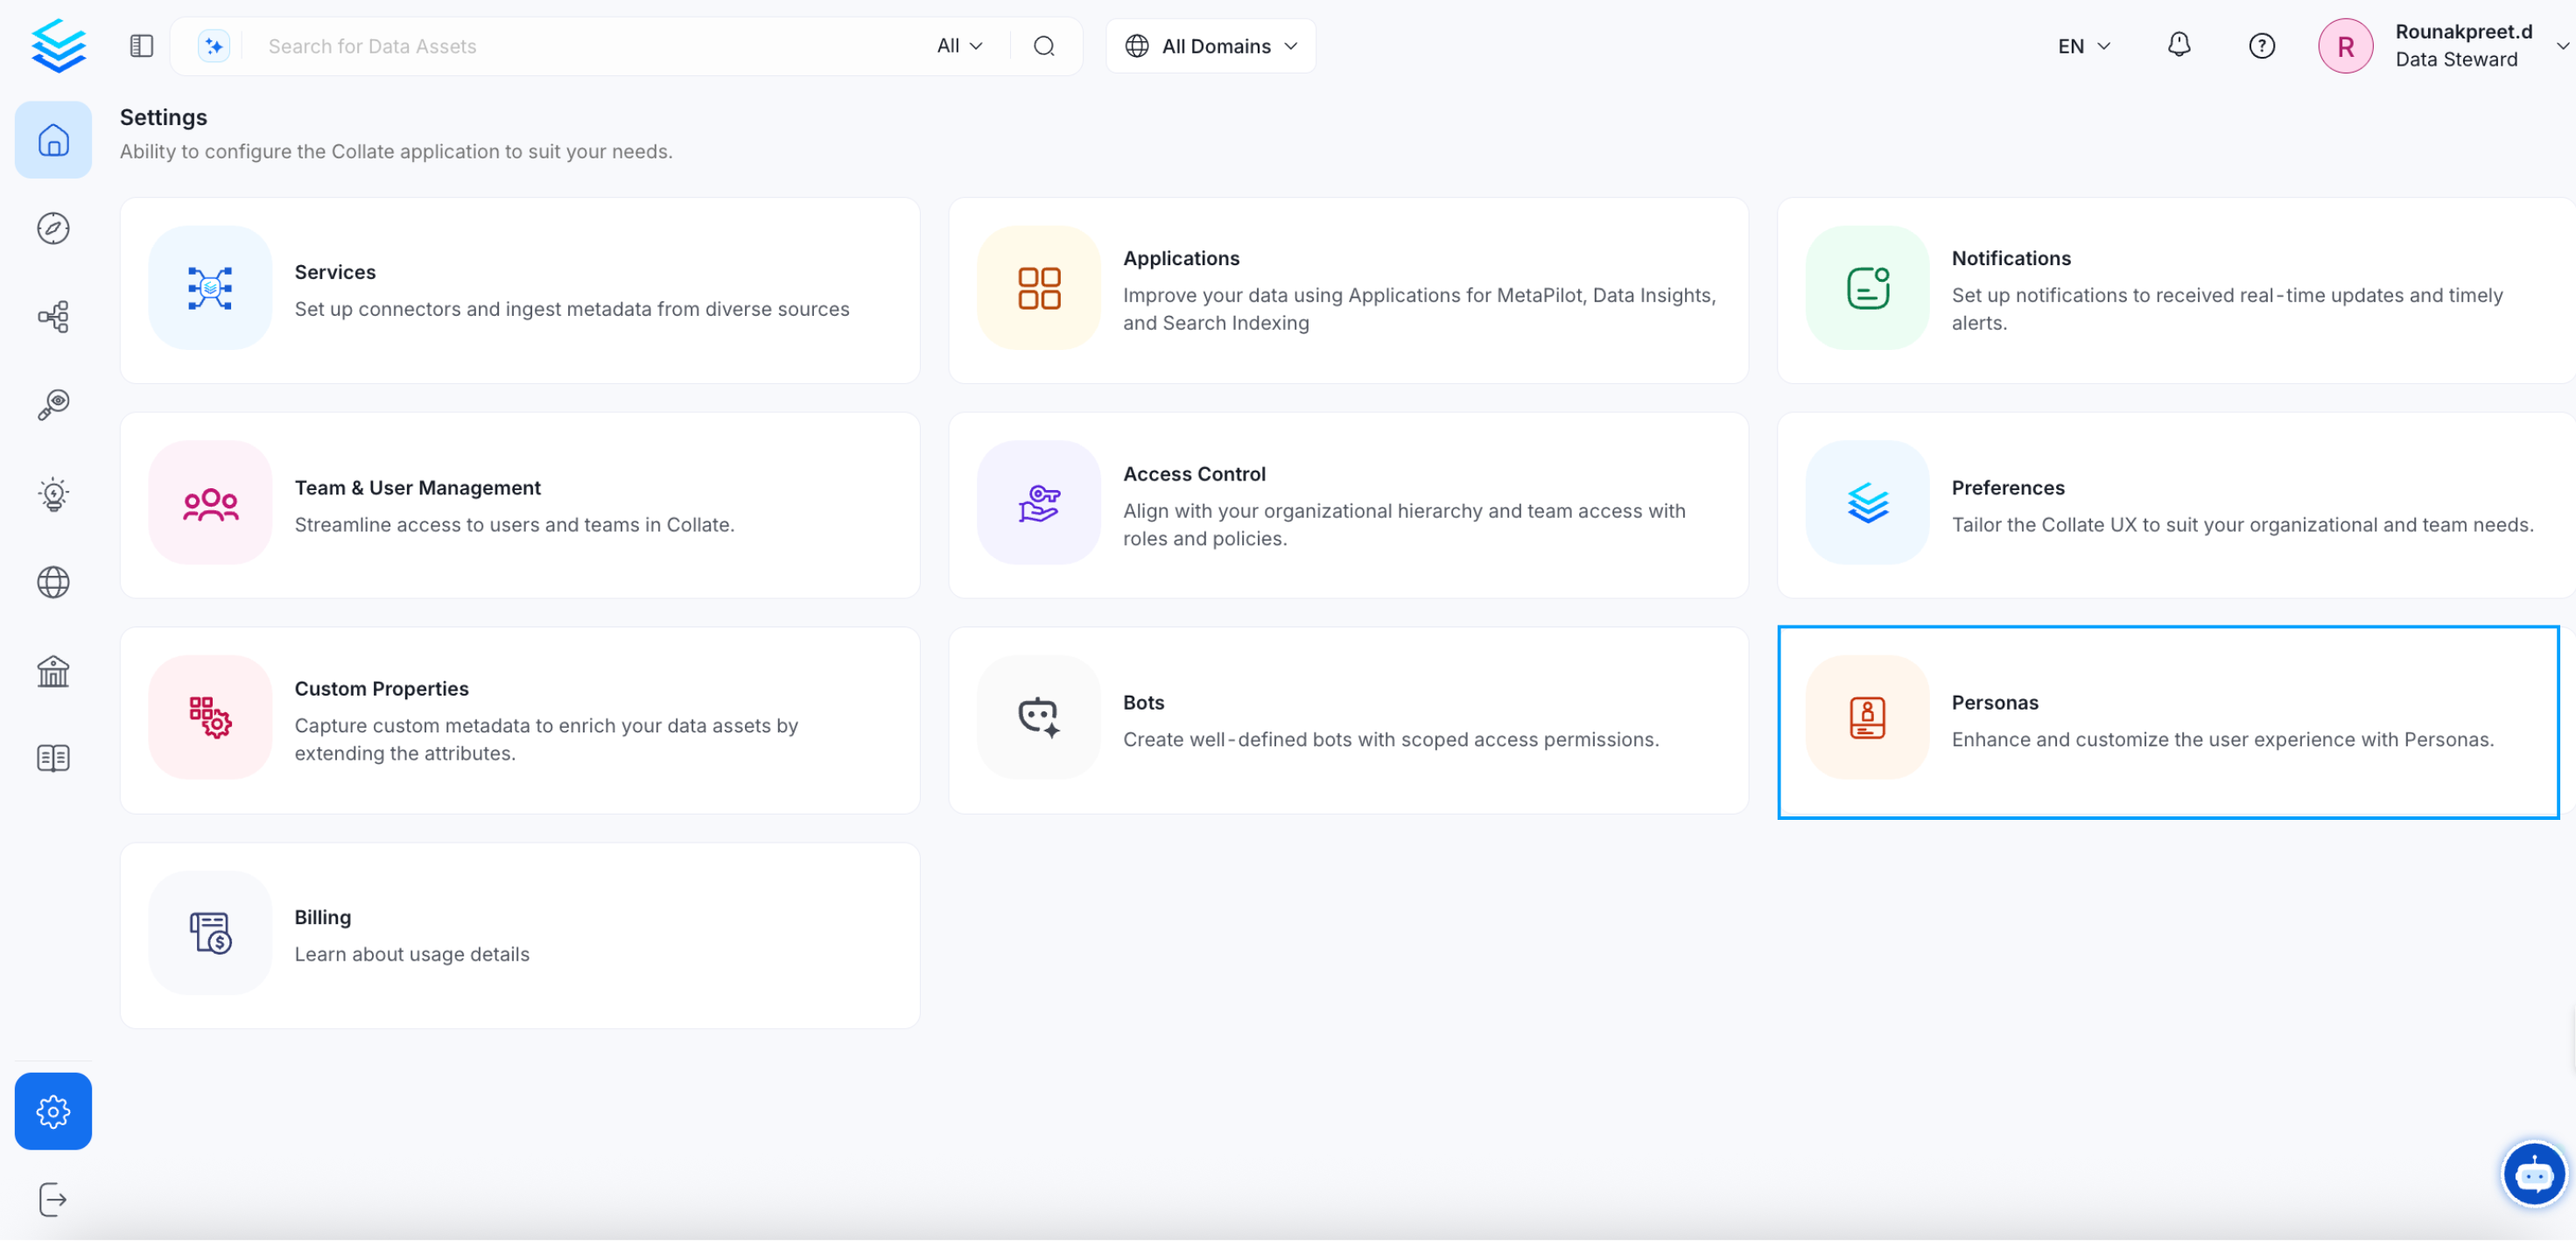 Search for Data Assets
All
All Domains
EN
R
Rounakpreet.d
Data Steward
Settings
Ability to configure the Collate application to suit your needs.
Services
Set up connectors and ingest metadata from diverse sources
Applications
Improve your data using Applications for MetaPilot, Data Insights,
and Search Indexing
Notifications
Set up notifications to received real-time updates and timely
alerts.
Team & User Management
Streamline access to users and teams in Collate.
Access Control
Align with your organizational hierarchy and team access with
roles and policies.
Preferences
Tailor the Collate UX to suit your organizational and team needs.
Custom Properties
Capture custom metadata to enrich your data assets by
extending the attributes.
Bots
Create well-defined bots with scoped access permissions.
Personas
Enhance and customize the user experience with Personas.
Billing
Learn about usage details